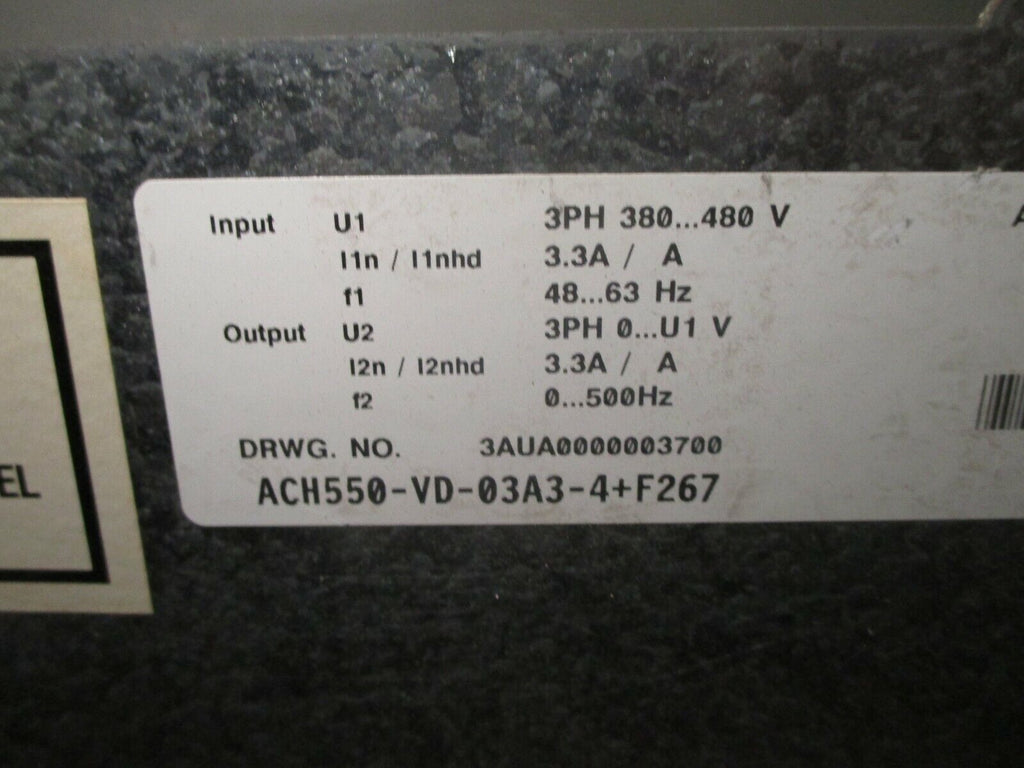 Input U1 3PH 380...480 V
I1n / I1nhd 3.3A / A
f1 48...63 Hz
Output U2 3PH 0...U1 V
I2n / I2nhd 3.3A / A
f2 0...500Hz
DRWG. NO. 3AUA0000003700
ACH550-VD-03A3-4+F267
EL